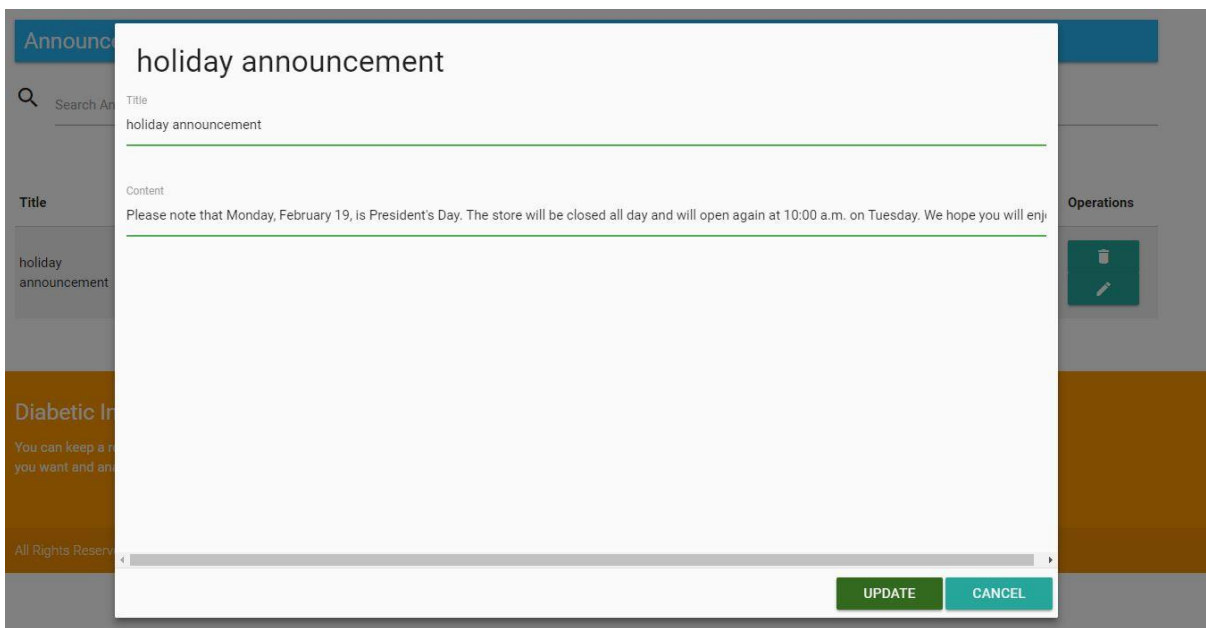 Announc
holiday announcement
Search An
Title
holiday announcement
Content
Please note that Monday, February 19, is President's Day. The store will be closed all day and will open again at 10:00 a.m. on Tuesday. We hope you will enj
Title
Operations
holiday
announcement
Diabetic In
You can keep a r
you want and ana
All Rights Reserv
UPDATE
CANCEL